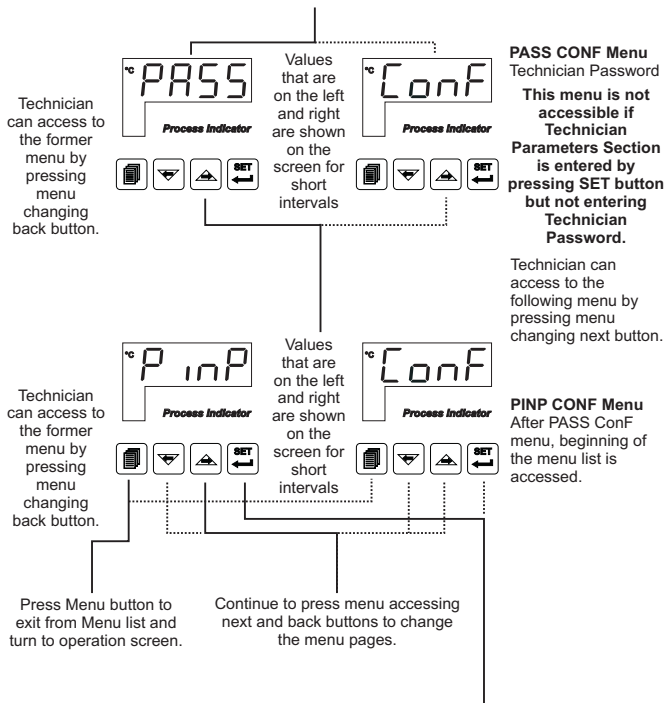 Technician
can access to
the former
menu by
pressing
menu
changing
back button.
°C PASS
Process Indicator
SET
Values
that are
on the left
and right
are shown
on the
screen for
short
intervals
°C ConF
Process Indicator
SET
PASS CONF Menu
Technician Password
This menu is not
accessible if
Technician
Parameters Section
is entered by
pressing SET button
but not entering
Technician
Password.
Technician can
access to the
following menu by
pressing menu
changing next button.
Technician
can access to
the former
menu by
pressing
menu
changing
back button.
°C P inP
Process Indicator
SET
Values
that are
on the left
and right
are shown
on the
screen for
short
intervals
°C ConF
Process Indicator
SET
PINP CONF Menu
After PASS ConF
menu, beginning of
the menu list is
accessed.
Press Menu button to
exit from Menu list and
turn to operation screen.
Continue to press menu accessing
next and back buttons to change
the menu pages.